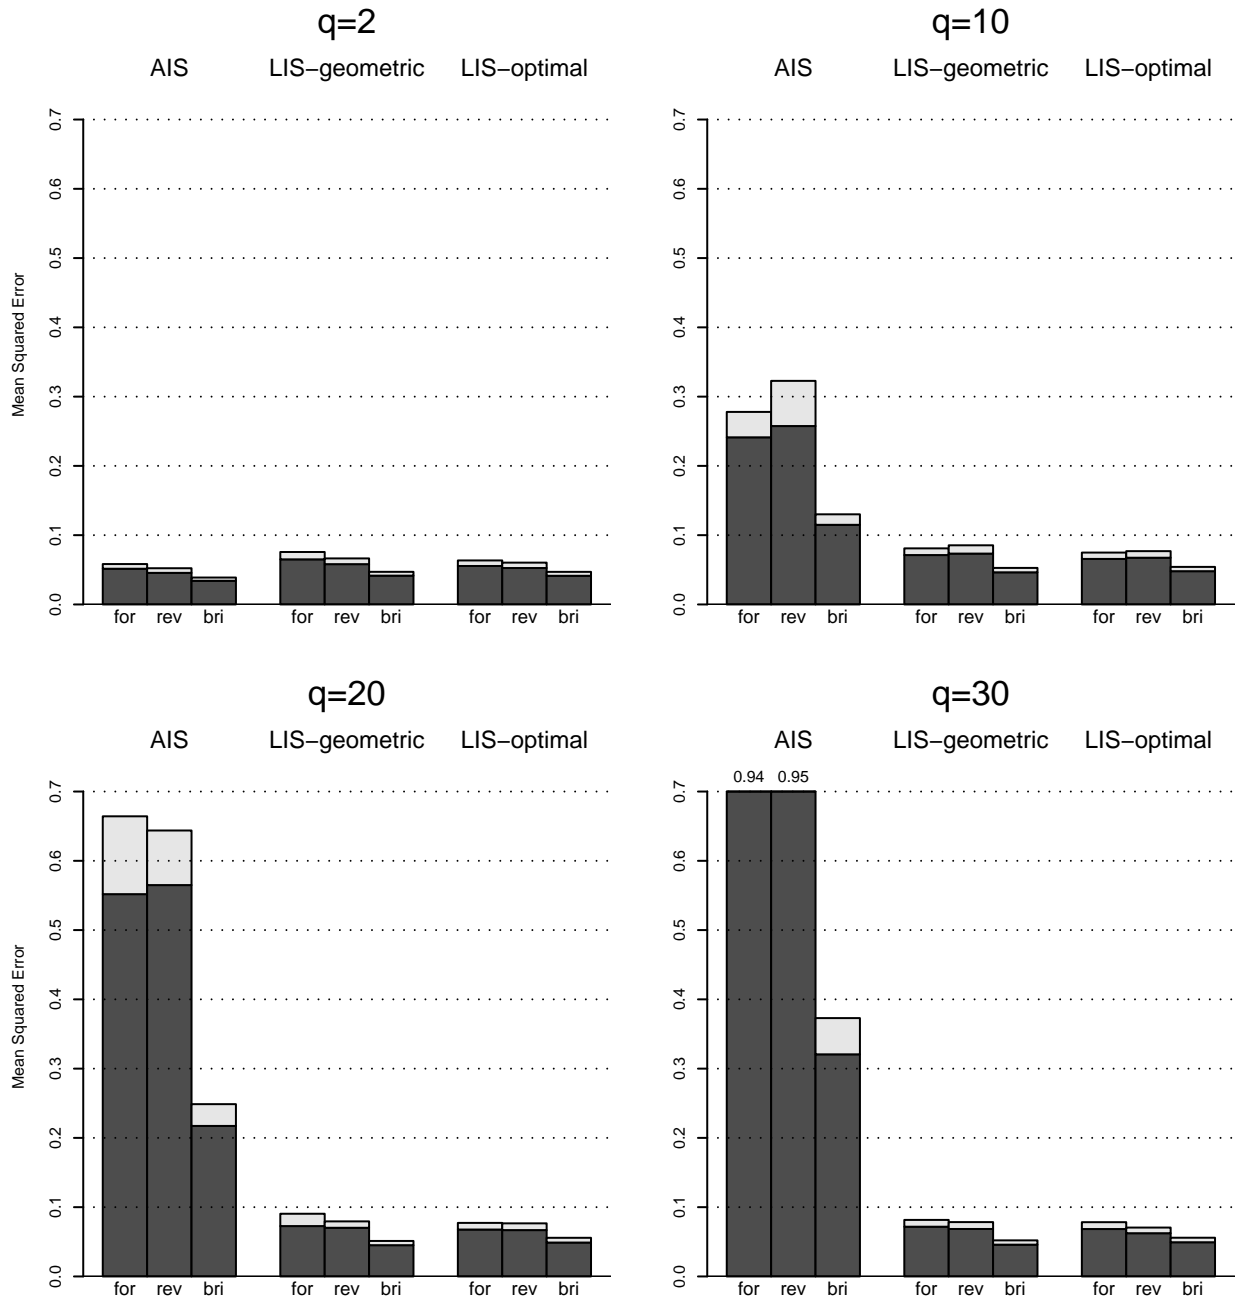 q=2
AIS LIS−geometric LIS−optimal
Mean Squared Error
0.0 0.1 0.2 0.3 0.4 0.5 0.6 0.7
for rev bri for rev bri for rev bri
q=10
AIS LIS−geometric LIS−optimal
0.0 0.1 0.2 0.3 0.4 0.5 0.6 0.7
for rev bri for rev bri for rev bri
q=20
AIS LIS−geometric LIS−optimal
Mean Squared Error
0.0 0.1 0.2 0.3 0.4 0.5 0.6 0.7
for rev bri for rev bri for rev bri
q=30
AIS LIS−geometric LIS−optimal
0.94 0.95
0.0 0.1 0.2 0.3 0.4 0.5 0.6 0.7
for rev bri for rev bri for rev bri